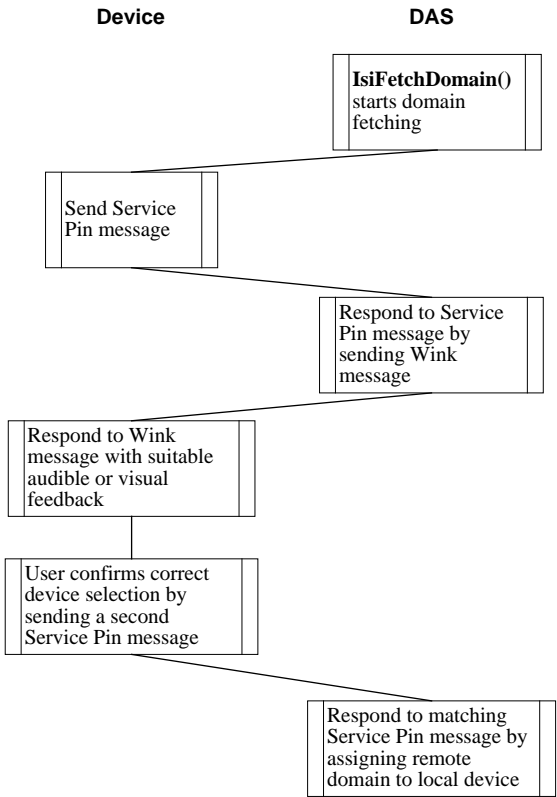 Device
DAS
IsiFetchDomain()
starts domain
fetching
Send Service
Pin message
Respond to Service
Pin message by
sending Wink
message
Respond to Wink
message with suitable
audible or visual
feedback
User confirms correct
device selection by
sending a second
Service Pin message
Respond to matching
Service Pin message by
assigning remote
domain to local device